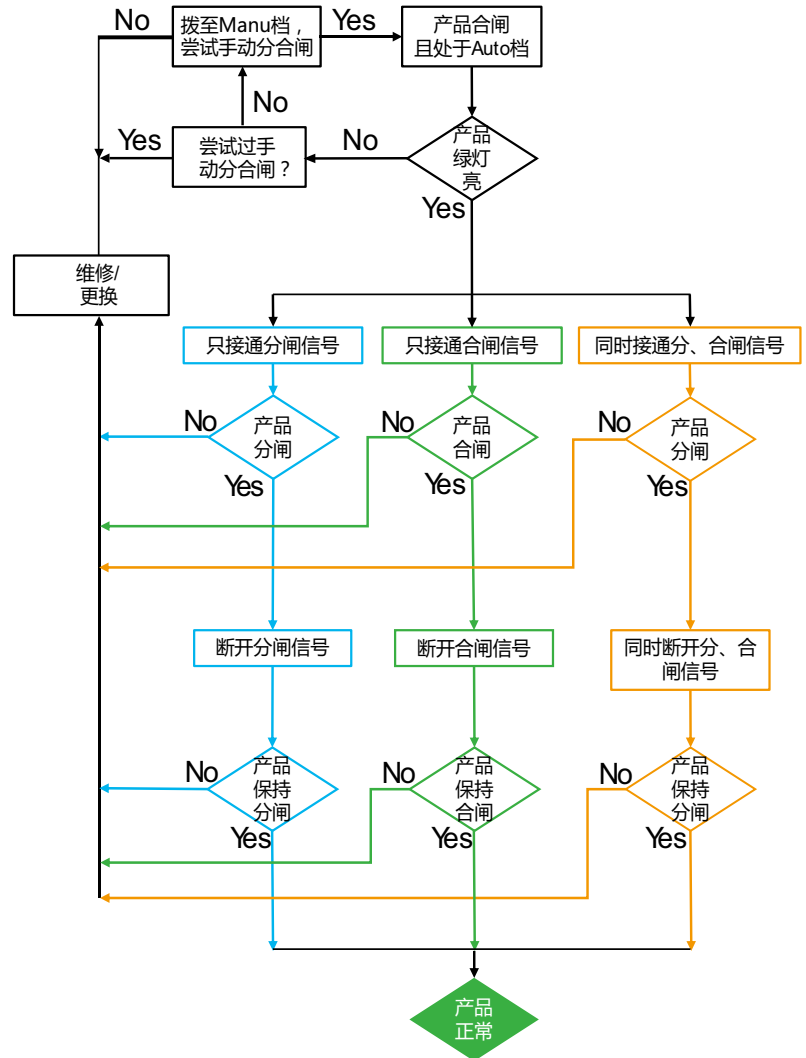 No
拨至Manu档，
尝试手动分合闸
Yes
产品合闸
且处于Auto档
No
Yes
尝试过手
动分合闸？
No
产品
绿灯
亮
Yes
维修/
更换
只接通分闸信号
只接通合闸信号
同时接通分、合闸信号
No
产品
分闸
Yes
No
产品
合闸
Yes
No
产品
分闸
Yes
断开分闸信号
断开合闸信号
同时断开分、合
闸信号
No
产品
保持
分闸
Yes
No
产品
保持
合闸
Yes
No
产品
保持
分闸
Yes
产品
正常